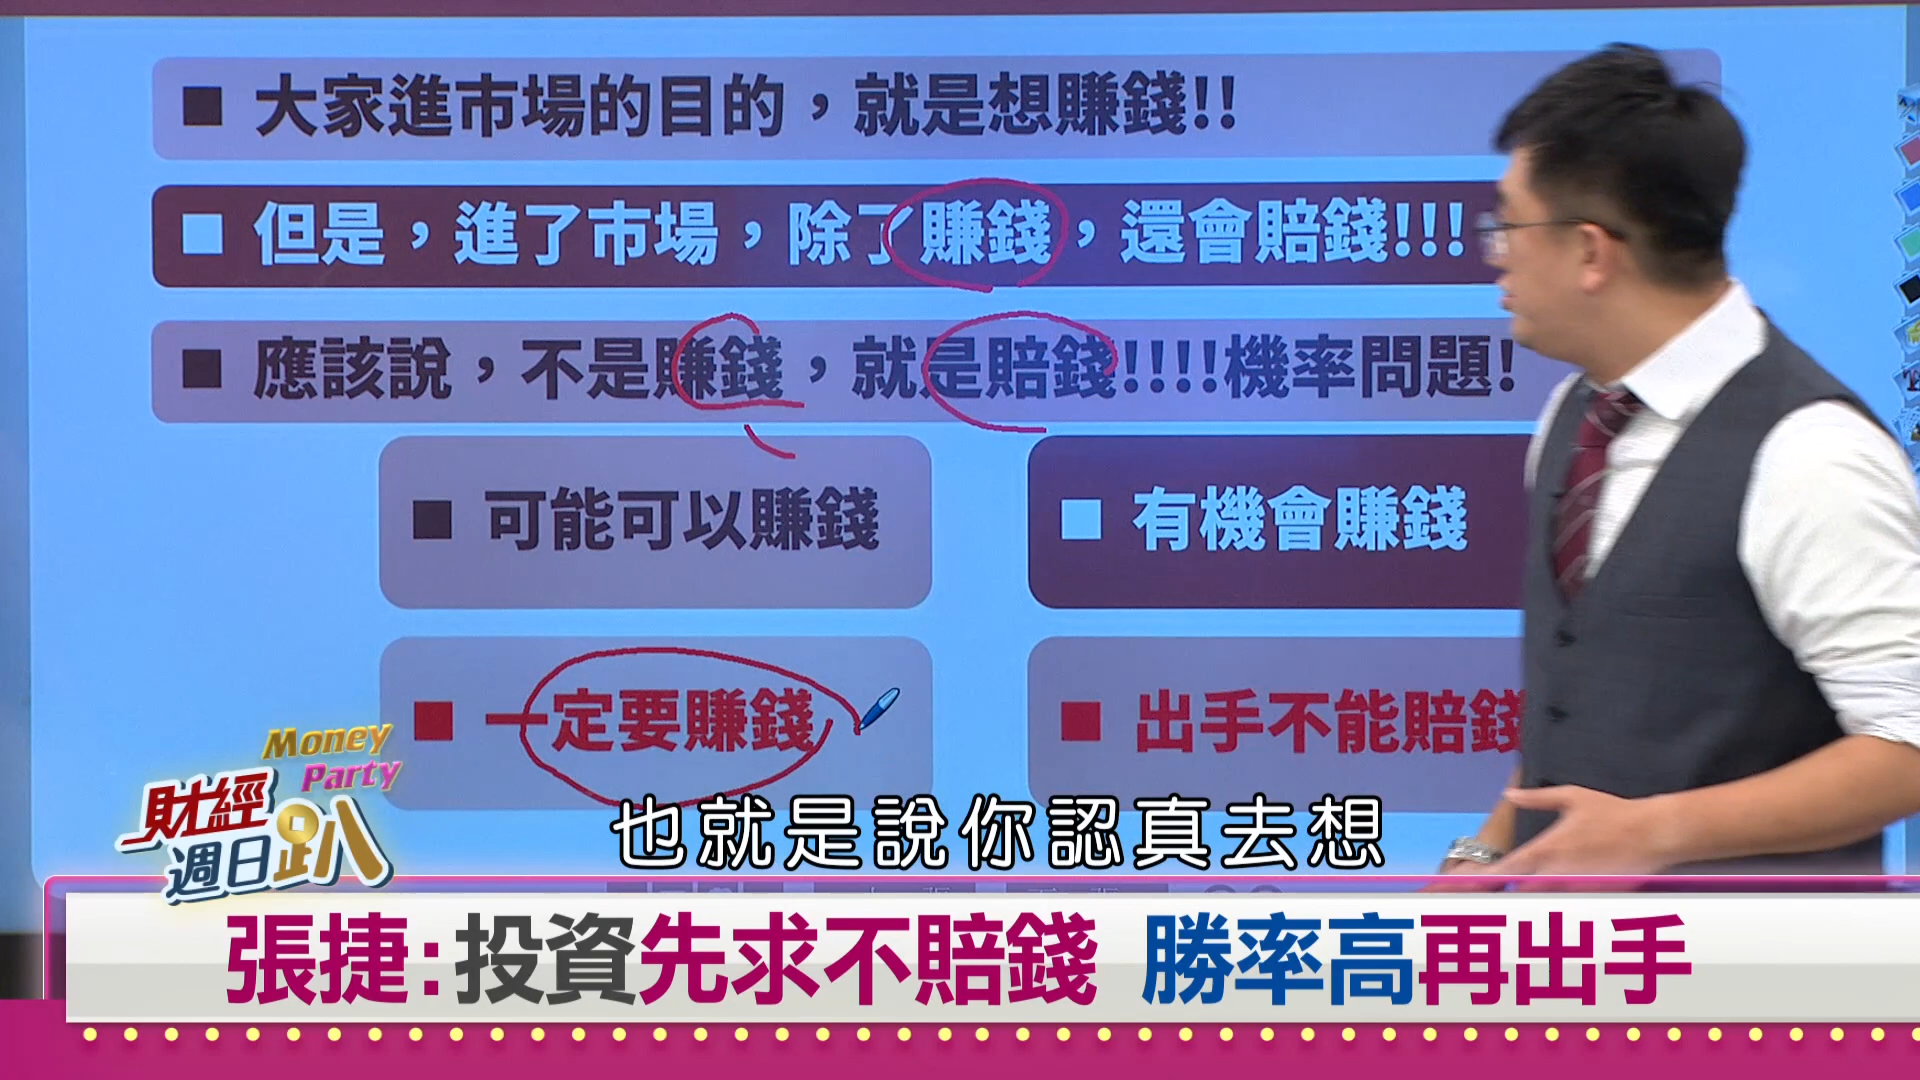 ■ 大家進市場的目的，就是想賺錢!!
■ 但是，進了市場，除了賺錢，還會賠錢!!!
■ 應該說，不是賺錢，就是賠錢!!!!機率問題!
■ 可能可以賺錢
■ 有機會賺錢
■ 一定要賺錢
■ 出手不能賠錢
Money
Party
財經
週日趴
也就是說你認真去想
張捷:投資先求不賠錢 勝率高再出手